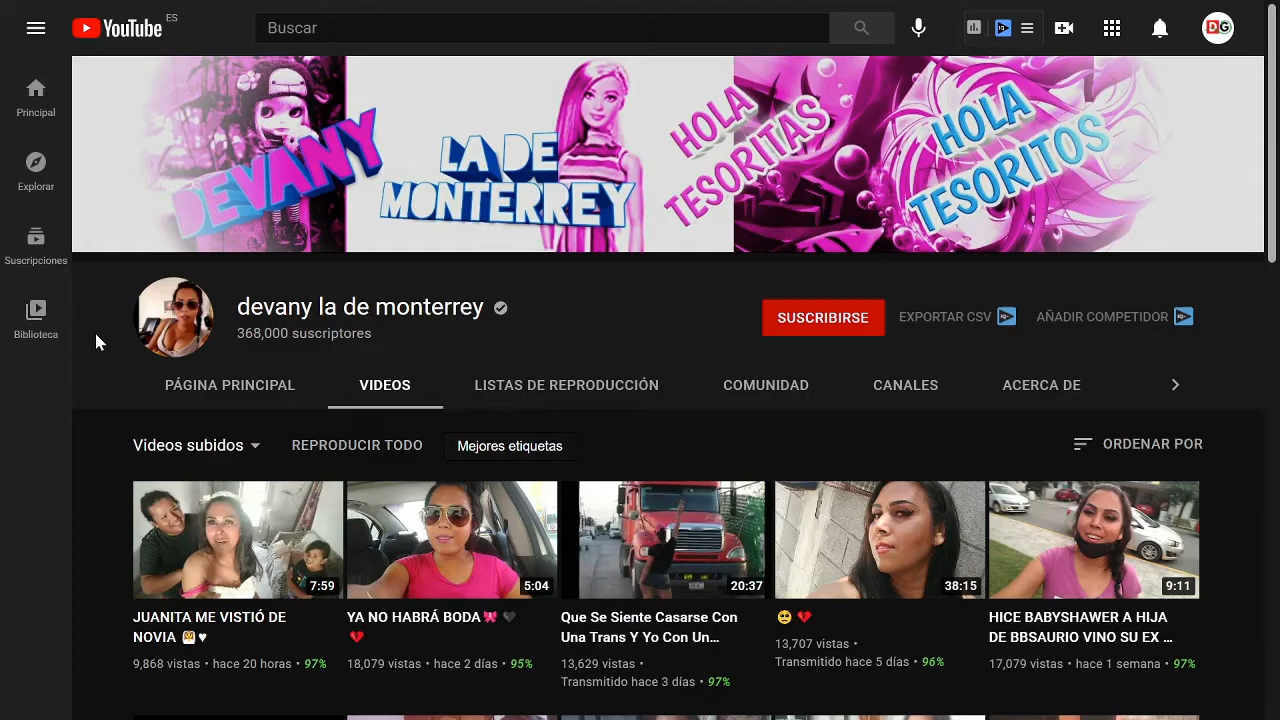 YouTube ES
Buscar
DG
Principal
Explorar
Suscripciones
Biblioteca
DEVANY
LA DE
MONTERREY
HOLA
TESORITAS
HOLA
TESORITOS
devany la de monterrey
368,000 suscriptores
SUSCRIBIRSE
EXPORTAR CSV
AÑADIR COMPETIDOR
PÁGINA PRINCIPAL
VIDEOS
LISTAS DE REPRODUCCIÓN
COMUNIDAD
CANALES
ACERCA DE
Videos subidos
REPRODUCIR TODO
Mejores etiquetas
ORDENAR POR
7:59
5:04
20:37
38:15
9:11
JUANITA ME VISTIÓ DE
NOVIA 👰♥
9,868 vistas • hace 20 horas • 97%
YA NO HABRÁ BODA🎀 🖤
💔
18,079 vistas • hace 2 días • 95%
Que Se Siente Casarse Con
Una Trans Y Yo Con Un...
13,629 vistas •
Transmitido hace 3 días • 97%
🥺 💔
13,707 vistas •
Transmitido hace 5 días • 96%
HICE BABYSHAWER A HIJA
DE BBSAURIO VINO SU EX ...
17,079 vistas • hace 1 semana • 97%